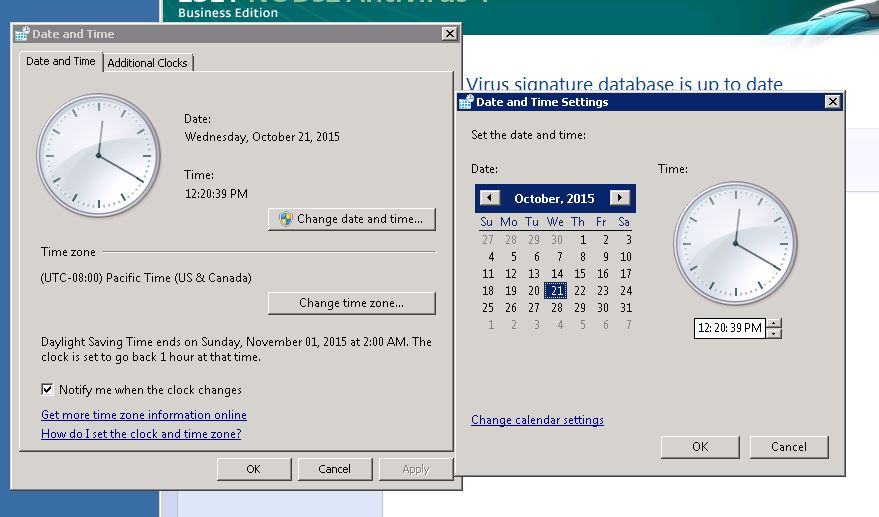 Business Edition
Date and Time
Date and Time
Additional Clocks
Date:
Wednesday, October 21, 2015
Time:
12:20:39 PM
Change date and time...
Time zone
(UTC-08:00) Pacific Time (US & Canada)
Change time zone...
Daylight Saving Time ends on Sunday, November 01, 2015 at 2:00 AM. The
clock is set to go back 1 hour at that time.
Notify me when the clock changes
Get more time zone information online
How do I set the clock and time zone?
OK
Cancel
Apply
Virus signature database is up to date
Date and Time Settings
Set the date and time:
Date:
Time:
October, 2015
Su Mo Tu We Th Fr Sa
27 28 29 30 1 2 3
4 5 6 7 8 9 10
11 12 13 14 15 16 17
18 19 20 21 22 23 24
25 26 27 28 29 30 31
1 2 3 4 5 6 7
12:20:39 PM
Change calendar settings
OK
Cancel